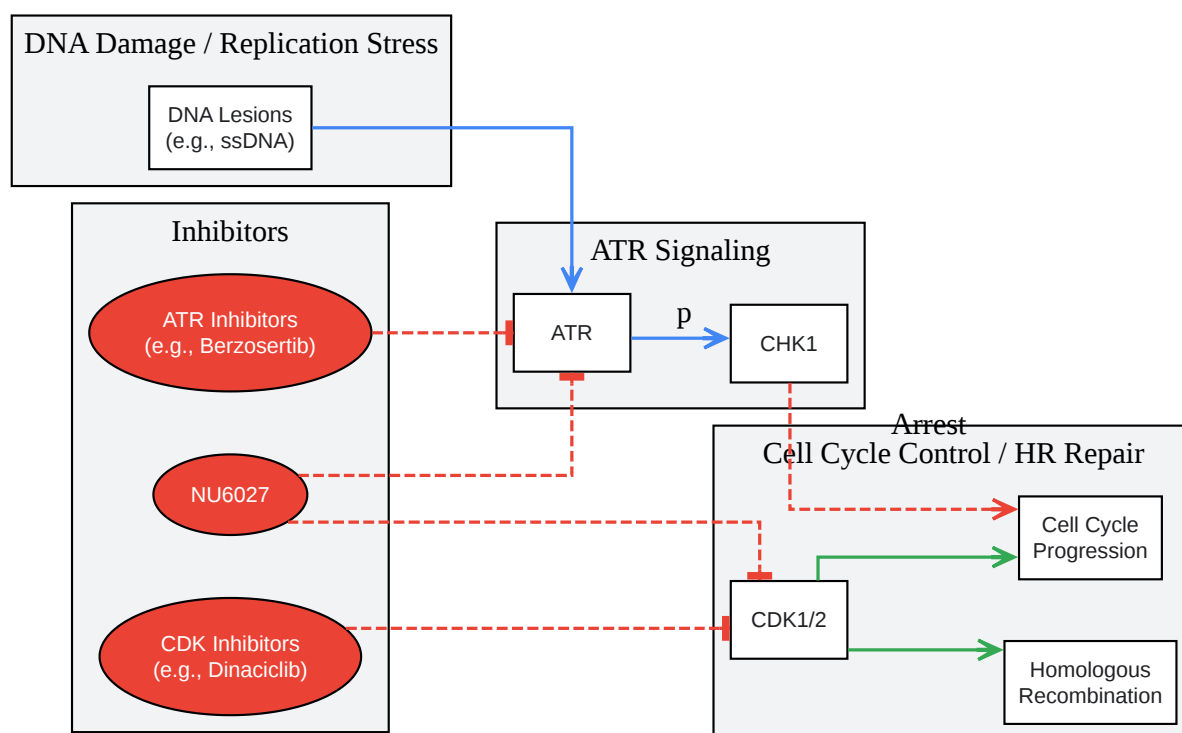 DNA Damage / Replication Stress
DNA Lesions
(e.g., ssDNA)
Inhibitors
ATR Inhibitors
(e.g., Berzosertib)
NU6027
CDK Inhibitors
(e.g., Dinaciclib)
ATR Signaling
ATR
p
CHK1
Arrest
Cell Cycle Control / HR Repair
Cell Cycle
Progression
CDK1/2
Homologous
Recombination